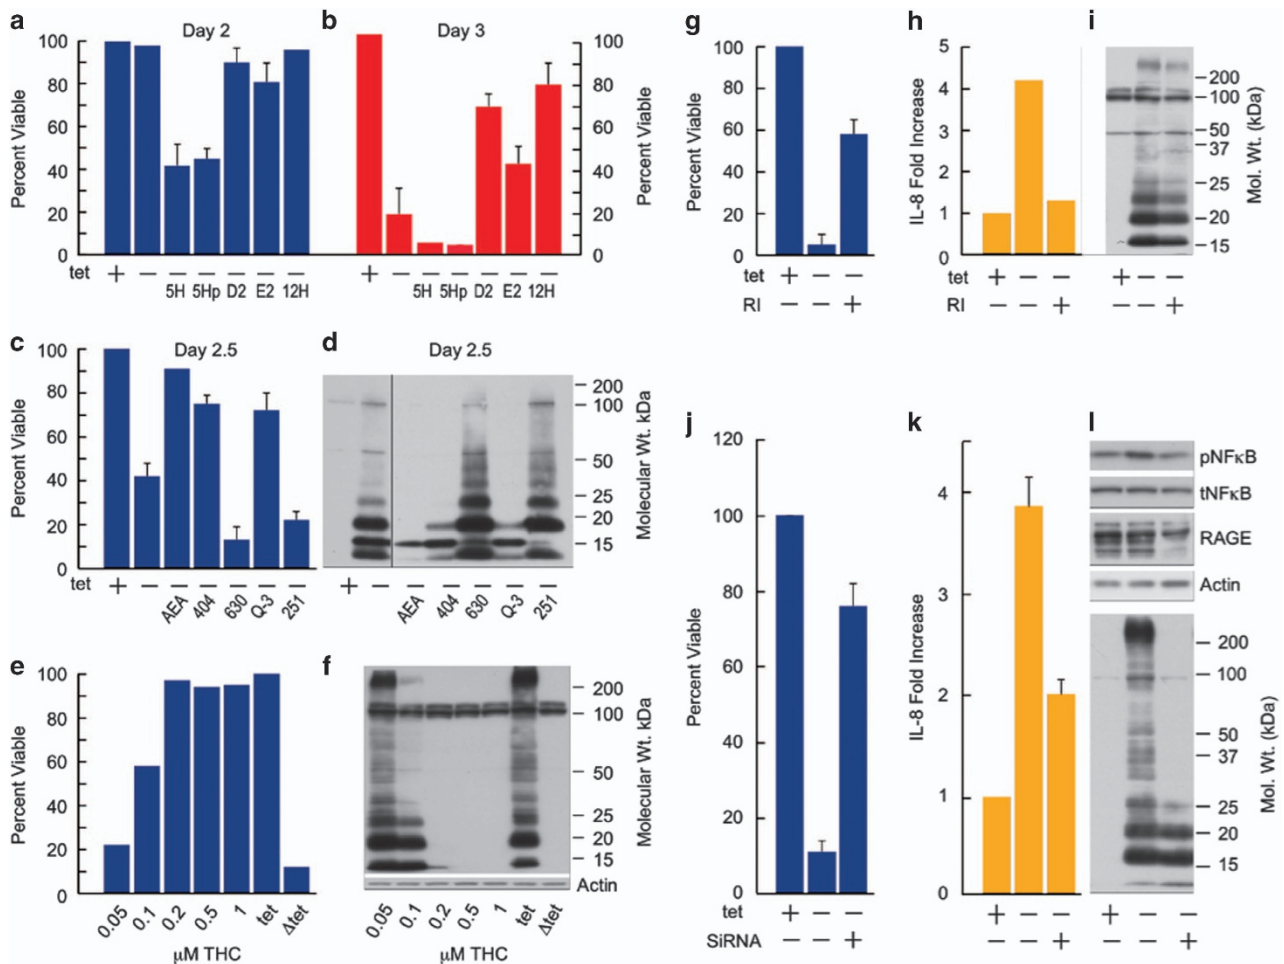 a
Day 2
Percent Viable
100
80
60
40
20
0
tet
+ − − − − − −
5H 5Hp D2 E2 12H
b
Day 3
100
80
60
40
20
0
Percent Viable
+ − − − − − −
5H 5Hp D2 E2 12H
c
Day 2.5
Percent Viable
100
80
60
40
20
0
tet
+ − − − − − −
AEA 404 630 Q-3 251
d
Day 2.5
200
100
50
25
20
15
Molecular Wt. kDa
+ − − − − − −
AEA 404 630 Q-3 251
e
Percent Viable
100
80
60
40
20
0
0.05 0.1 0.2 0.5 1 tet Δtet
μM THC
f
200
100
50
25
20
15
Molecular Wt. kDa
Actin
0.05 0.1 0.2 0.5 1 tet Δtet
μM THC
g
Percent Viable
100
80
60
40
20
0
tet + − −
RI − − +
h
IL-8 Fold Increase
5
4
3
2
1
0
tet + − −
RI − − +
i
200
100
50
37
25
20
15
Mol. Wt. (kDa)
+ − −
− − +
j
Percent Viable
120
100
80
60
40
20
0
tet + − −
SiRNA − − +
k
IL-8 Fold Increase
4
3
2
1
0
+ − −
− − +
l
pNFκB
tNFκB
RAGE
Actin
200
100
50
37
25
20
15
Mol. Wt. (kDa)
+ − −
− − +